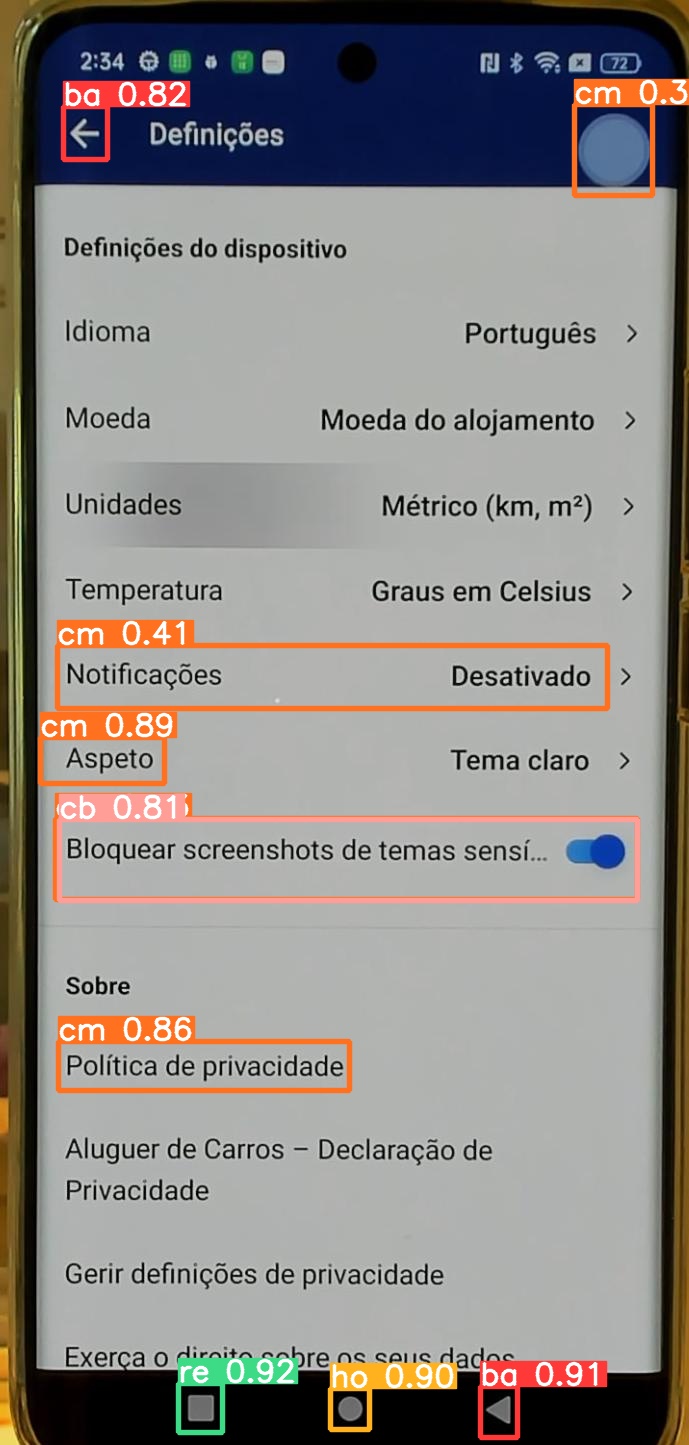 2:34
72
ba 0.82
cm 0.3
Definições
Definições do dispositivo
Idioma Português
Moeda Moeda do alojamento
Unidades Métrico (km, m²)
Temperatura Graus em Celsius
cm 0.41
Notificações Desativado
cm 0.89
Aspeto Tema claro
cb 0.81
Bloquear screenshots de temas sensí...
Sobre
cm 0.86
Política de privacidade
Aluguer de Carros – Declaração de
Privacidade
Gerir definições de privacidade
Exerça o direito sobre os seus dados
re 0.92 ho 0.90 ba 0.91